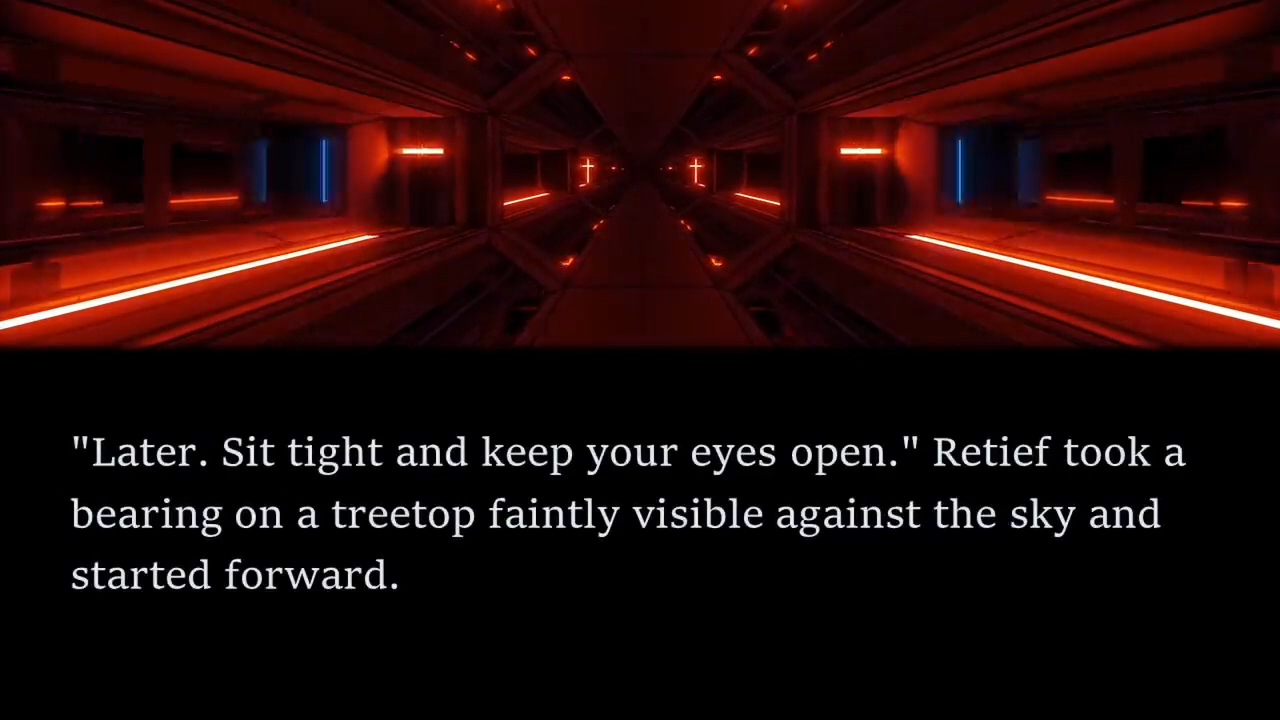 "Later. Sit tight and keep your eyes open." Retief took a
bearing on a treetop faintly visible against the sky and
started forward.